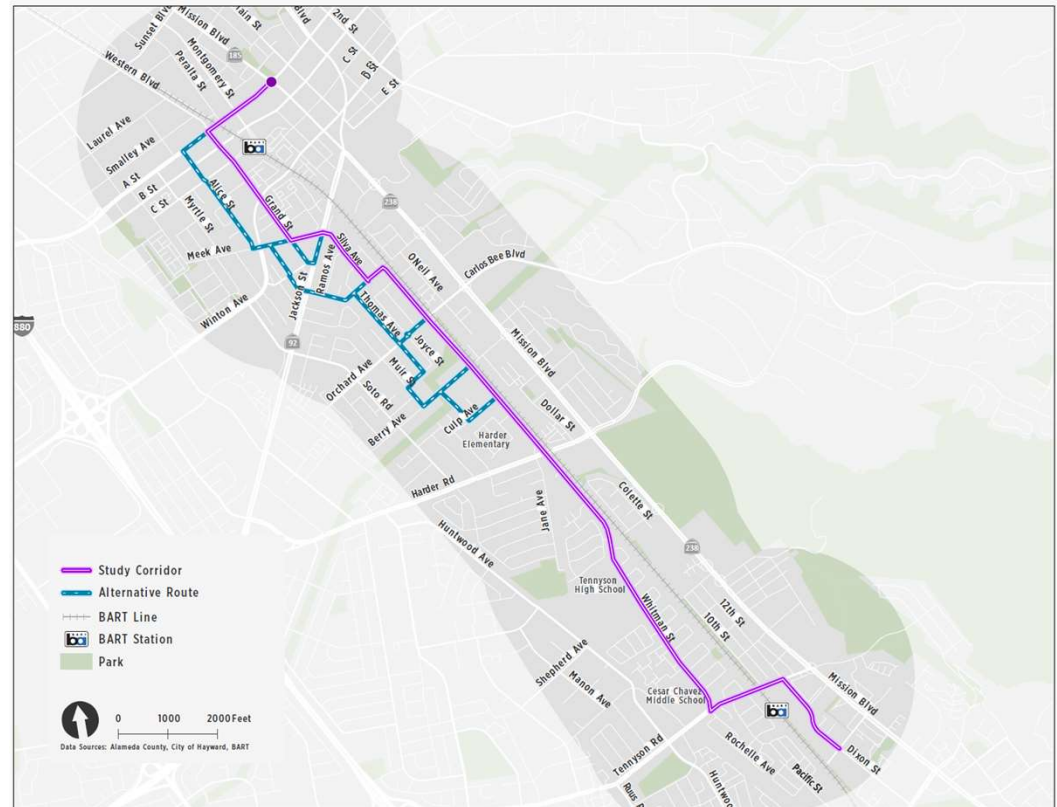 Sunset Blvd
Mission Blvd
Blvd
2nd St
C St
D St
E St
Montgomery St
Peralta St
185
Western Blvd
Laurel Ave
Smalley Ave
A St
B St
C St
Alice St
Myrtle St
Grand St
238
Meek Ave
Silva Ave
Ramos Ave
ONeil Ave
Carlos Bee Blvd
Jackson St
Winton Ave
880
92
Thomas Ave
Joyce St
Muir St
Mission Blvd
Orchard Ave
Soto Rd
Berry Ave
Culp Ave
Dollar St
Harder
Elementary
Harder Rd
Jane Ave
Colette St
Huntwood Ave
238
Tennyson
High School
Whitman St
12th St
10th St
Shepherd Ave
Manon Ave
Cesar Chavez
Middle School
Mission Blvd
Tennyson Rd
Rochelle Ave
Dixon St
Pacific St
Study Corridor
Alternative Route
BART Line
BART Station
Park
0 1000 2000 Feet
Data Sources: Alameda County, City of Hayward, BART